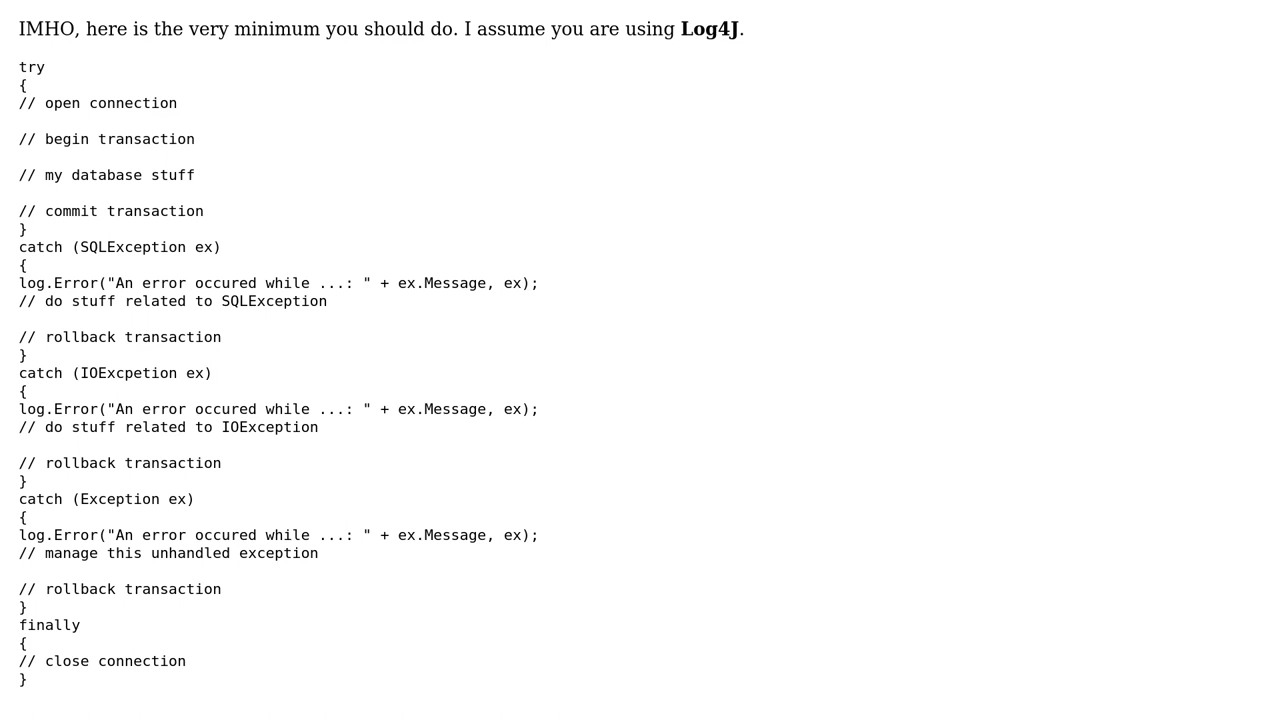 IMHO, here is the very minimum you should do. I assume you are using Log4J.
try
{
// open connection
// begin transaction
// my database stuff
// commit transaction
}
catch (SQLException ex)
{
log.Error("An error occured while ...: " + ex.Message, ex);
// do stuff related to SQLException
// rollback transaction
}
catch (IOExcpetion ex)
{
log.Error("An error occured while ...: " + ex.Message, ex);
// do stuff related to IOException
// rollback transaction
}
catch (Exception ex)
{
log.Error("An error occured while ...: " + ex.Message, ex);
// manage this unhandled exception
// rollback transaction
}
finally
{
// close connection
}